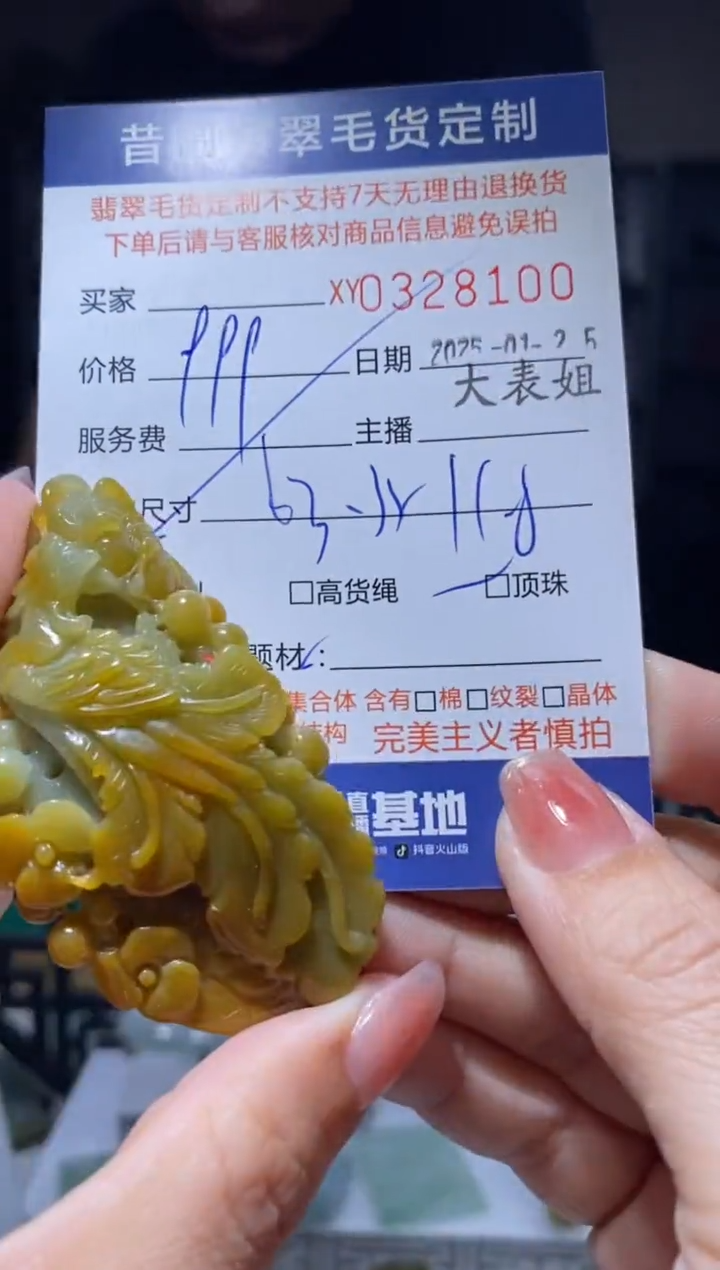 昔 翠毛货定制
翡翠毛货定制不支持7天无理由退换货
下单后请与客服核对商品信息避免误拍
买家 XY0328100
价格 日期 2025-01-25
大表姐
服务费 主播
尺寸
□高货绳 □顶珠
题材:
集合体 含有□棉□纹裂□晶体
结构 完美主义者慎拍
基地
抖音火山版